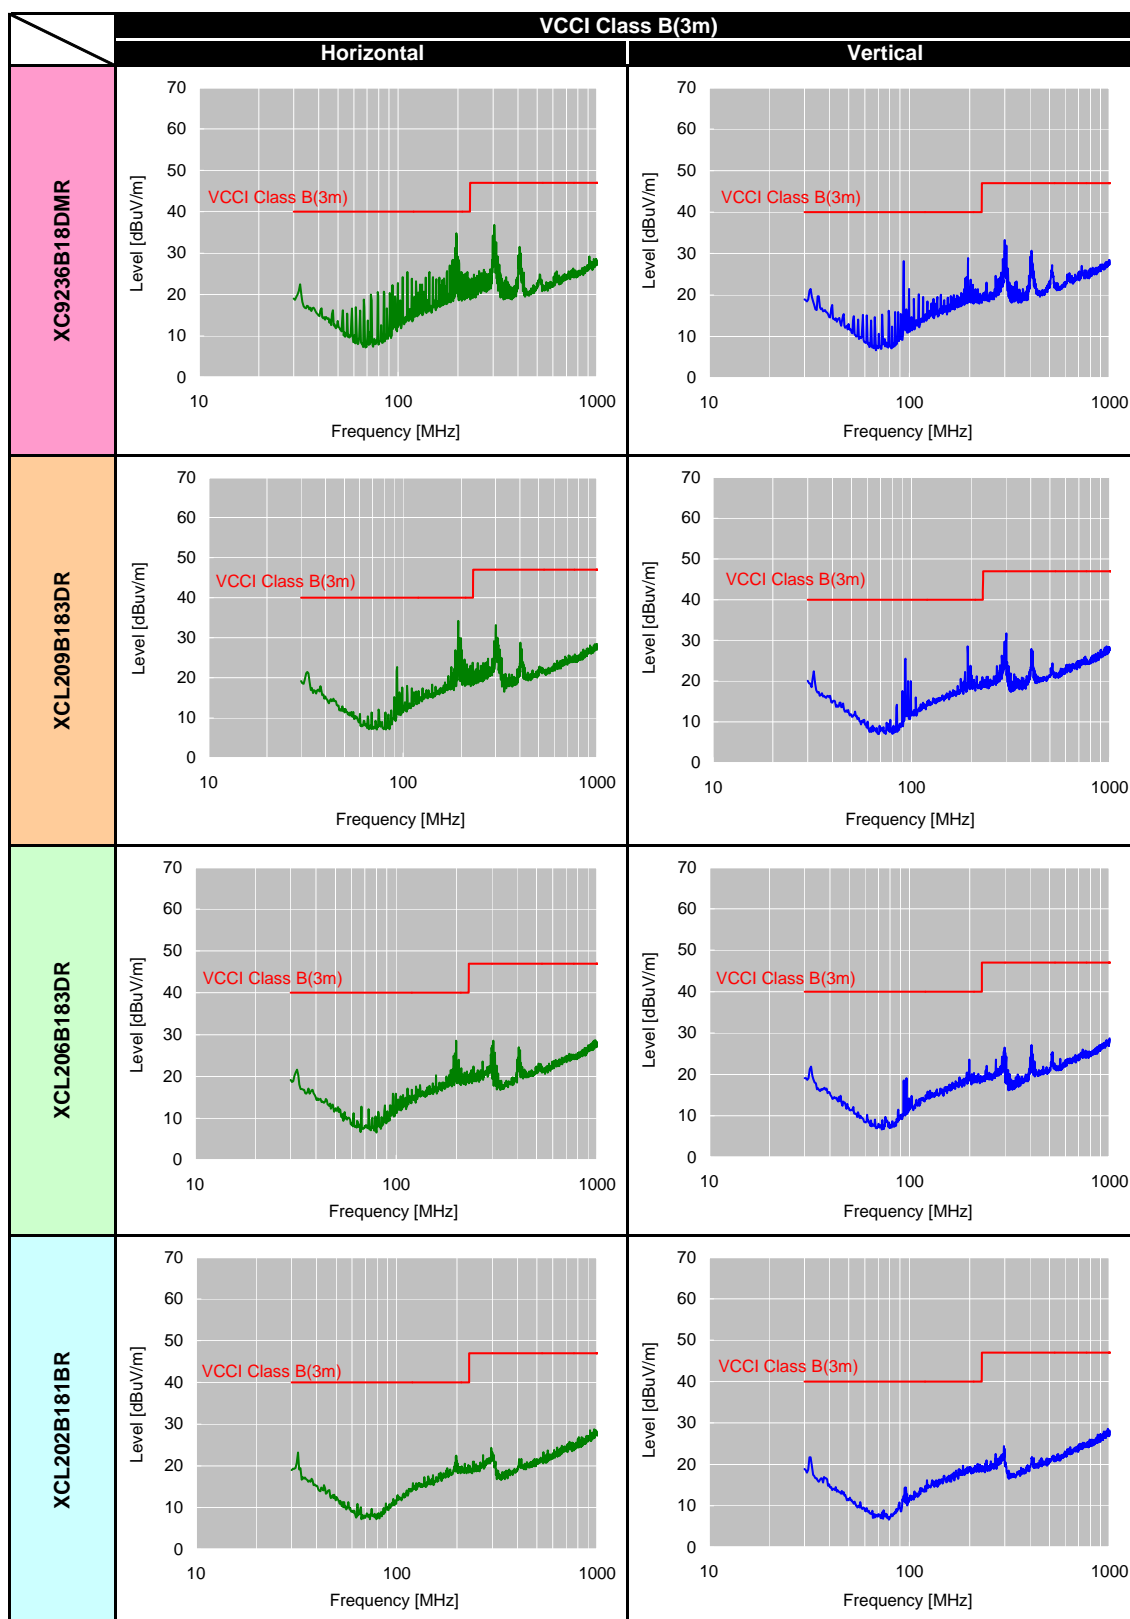 VCCI Class B(3m)
Horizontal
Vertical
XC9236B18DMR
Level [dBuV/m]
70
60
50
40
30
20
10
0
VCCI Class B(3m)
10
100
1000
Frequency [MHz]
Level [dBuV/m]
70
60
50
40
30
20
10
0
VCCI Class B(3m)
10
100
1000
Frequency [MHz]
XCL209B183DR
Level [dBuv/m]
70
60
50
40
30
20
10
0
VCCI Class B(3m)
10
100
1000
Frequency [MHz]
Level [dBuV/m]
70
60
50
40
30
20
10
0
VCCI Class B(3m)
10
100
1000
Frequency [MHz]
XCL206B183DR
Level [dBuV/m]
70
60
50
40
30
20
10
0
VCCI Class B(3m)
10
100
1000
Frequency [MHz]
Level [dBuV/m]
70
60
50
40
30
20
10
0
VCCI Class B(3m)
10
100
1000
Frequency [MHz]
XCL202B181BR
Level [dBuV/m]
70
60
50
40
30
20
10
0
VCCI Class B(3m)
10
100
1000
Frequency [MHz]
Level [dBuV/m]
70
60
50
40
30
20
10
0
VCCI Class B(3m)
10
100
1000
Frequency [MHz]